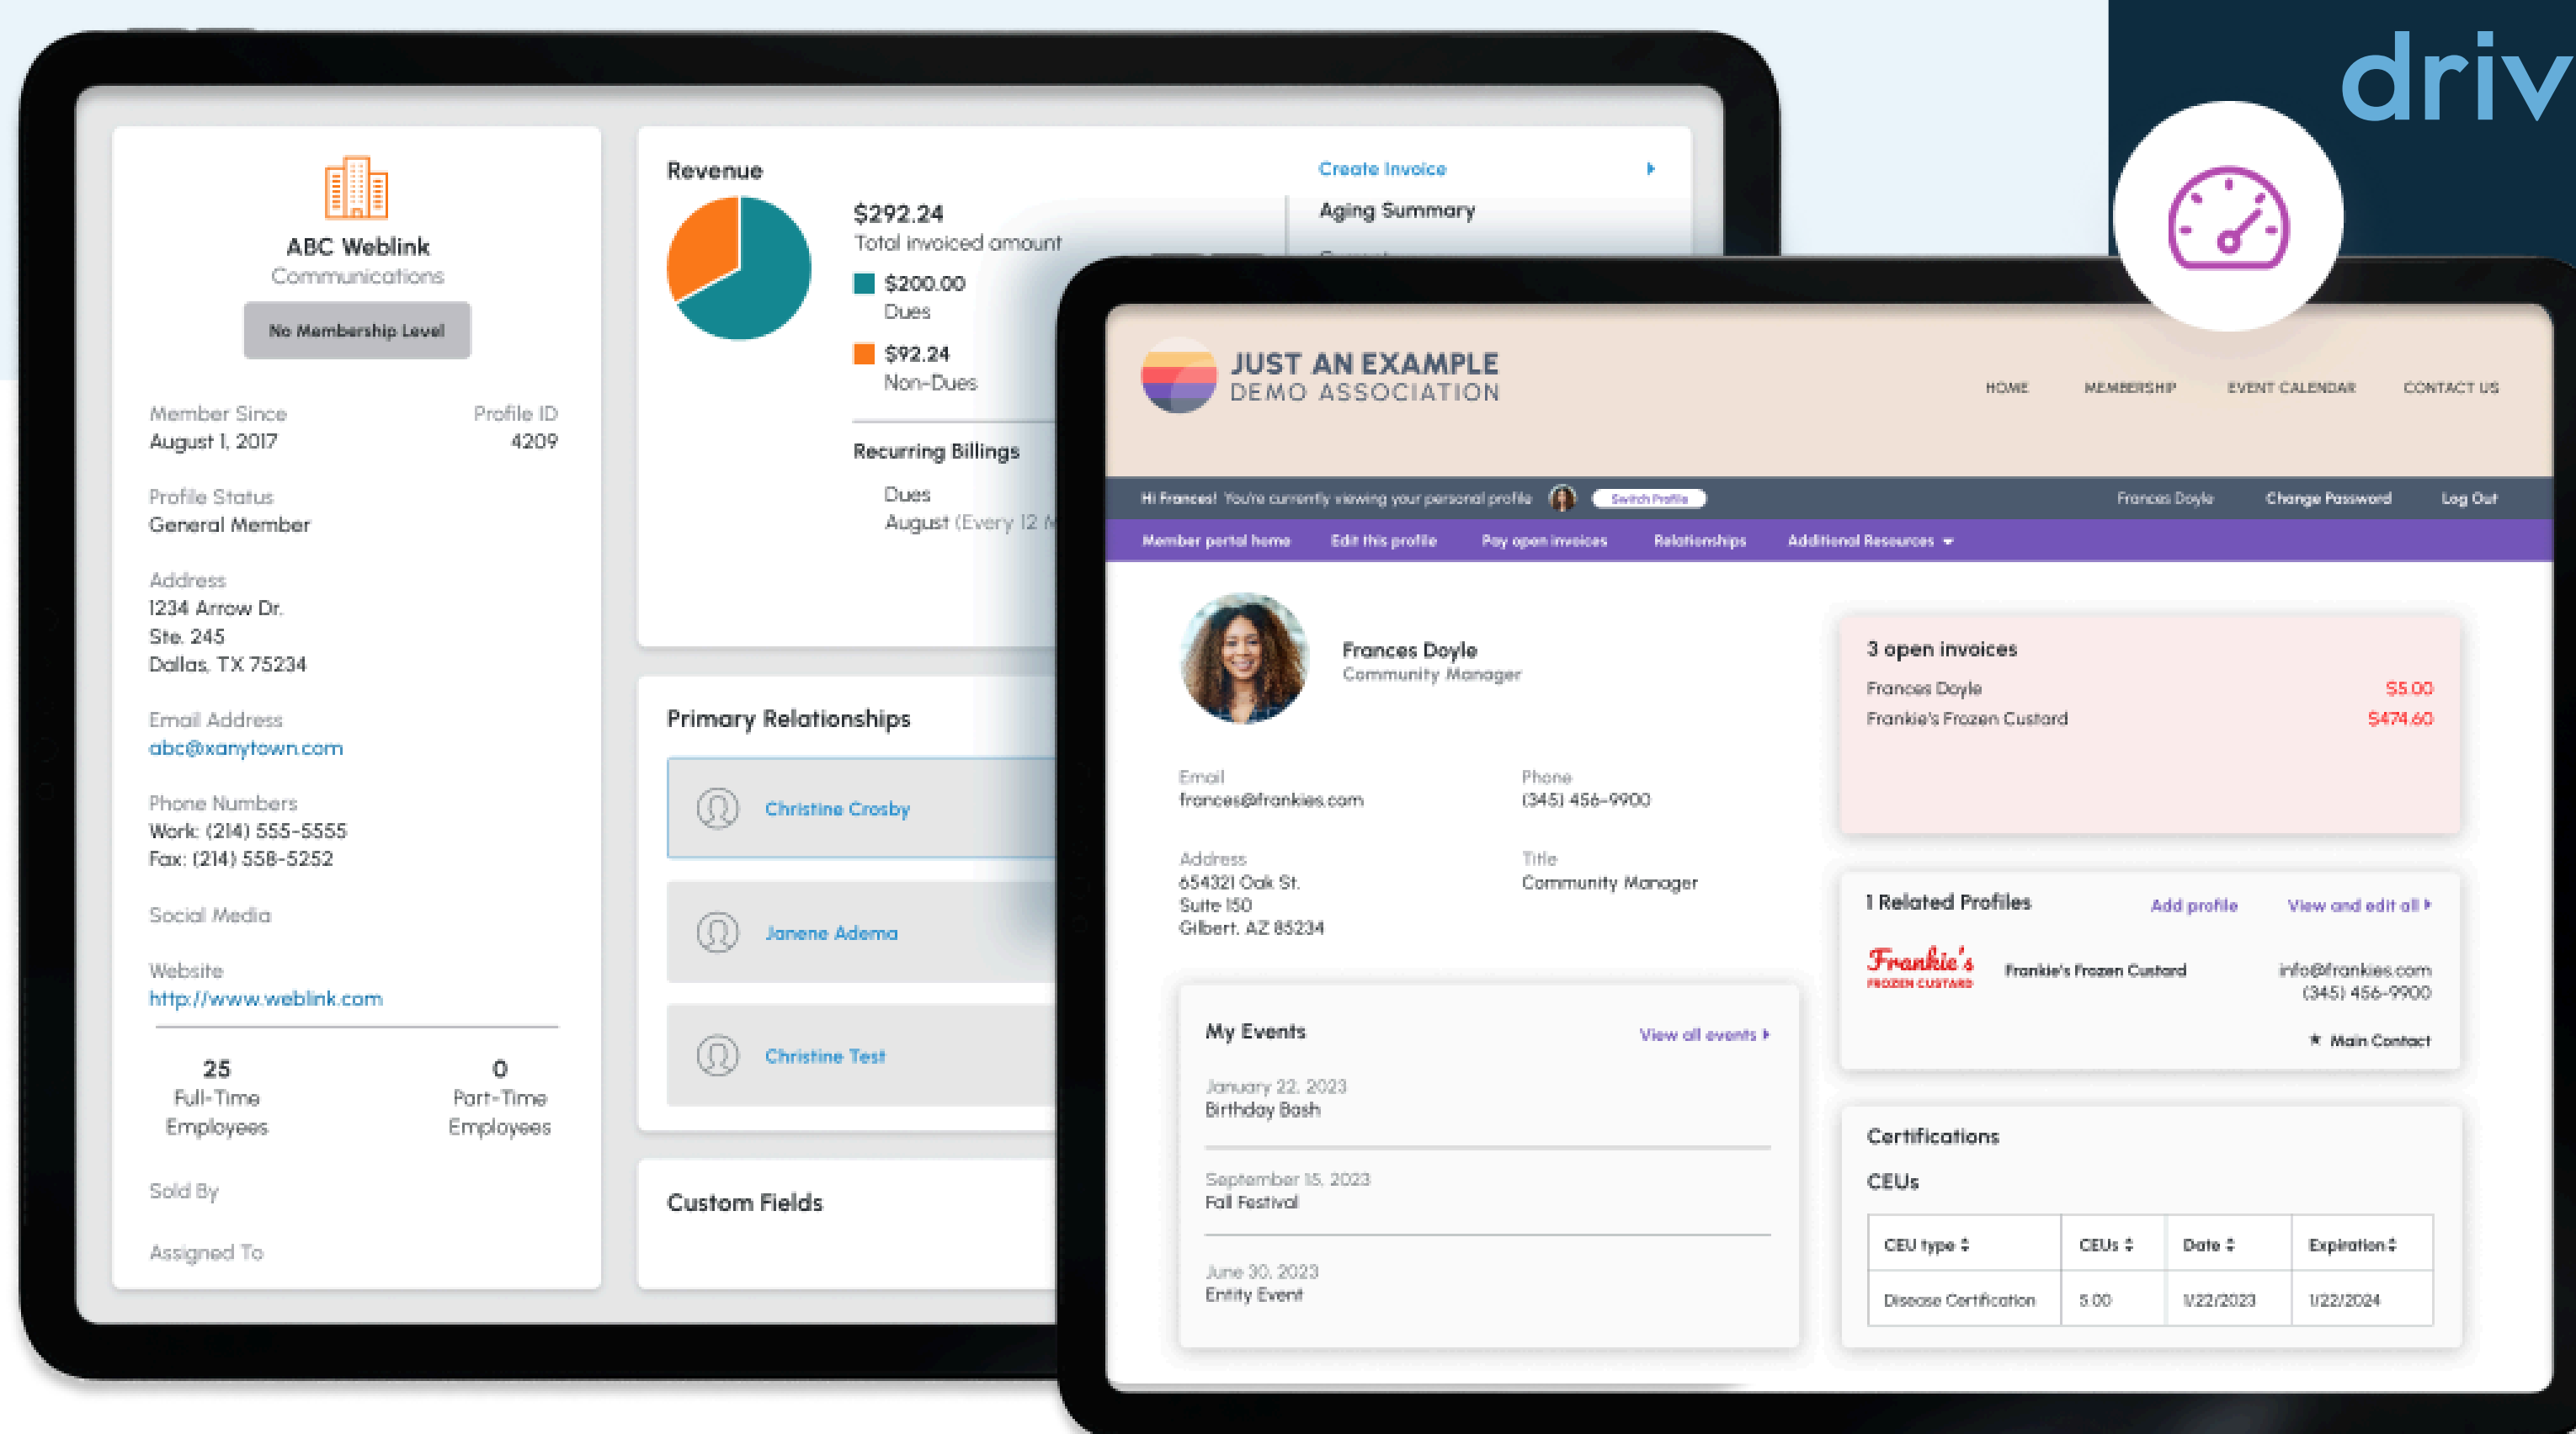 driv
ABC Weblink
Communications
No Membership Level
Member Since Profile ID
August 1, 2017 4209
Profile Status
General Member
Address
1234 Arrow Dr.
Ste. 245
Dallas, TX 75234
Email Address
abc@xanytown.com
Phone Numbers
Work: (214) 555-5555
Fax: (214) 558-5252
Social Media
Website
http://www.weblink.com
25 0
Full-Time Part-Time
Employees Employees
Sold By
Assigned To
Revenue
$292.24
Total invoiced amount
$200.00
Dues
$92.24
Non-Dues
Recurring Billings
Dues
August (Every 12 M
Create Invoice
Aging Summary
Primary Relationships
Christine Crosby
Janene Adema
Christine Test
Custom Fields
JUST AN EXAMPLE
DEMO ASSOCIATION
HOME MEMBERSHIP EVENT CALENDAR CONTACT US
Hi Frances! You're currently viewing your personal profile Switch Profile Frances Doyle Change Password Log Out
Member portal home Edit this profile Pay open invoices Relationships Additional Resources
Frances Doyle
Community Manager
Email Phone
frances@frankies.com (345) 456-9900
Address Title
654321 Oak St. Community Manager
Suite 150
Gilbert, AZ 85234
My Events View all events
January 22, 2023
Birthday Bash
September 15, 2023
Fall Festival
June 30, 2023
Entity Event
3 open invoices
Frances Doyle $5.00
Frankie's Frozen Custard $474.60
1 Related Profiles Add profile View and edit all
Frankie's
FROZEN CUSTARD
Frankie's Frozen Custard info@frankies.com
(345) 456-9900
★ Main Contact
Certifications
CEUs
CEU type CEUs Date Expiration
Disease Certification 5.00 1/22/2023 1/22/2024